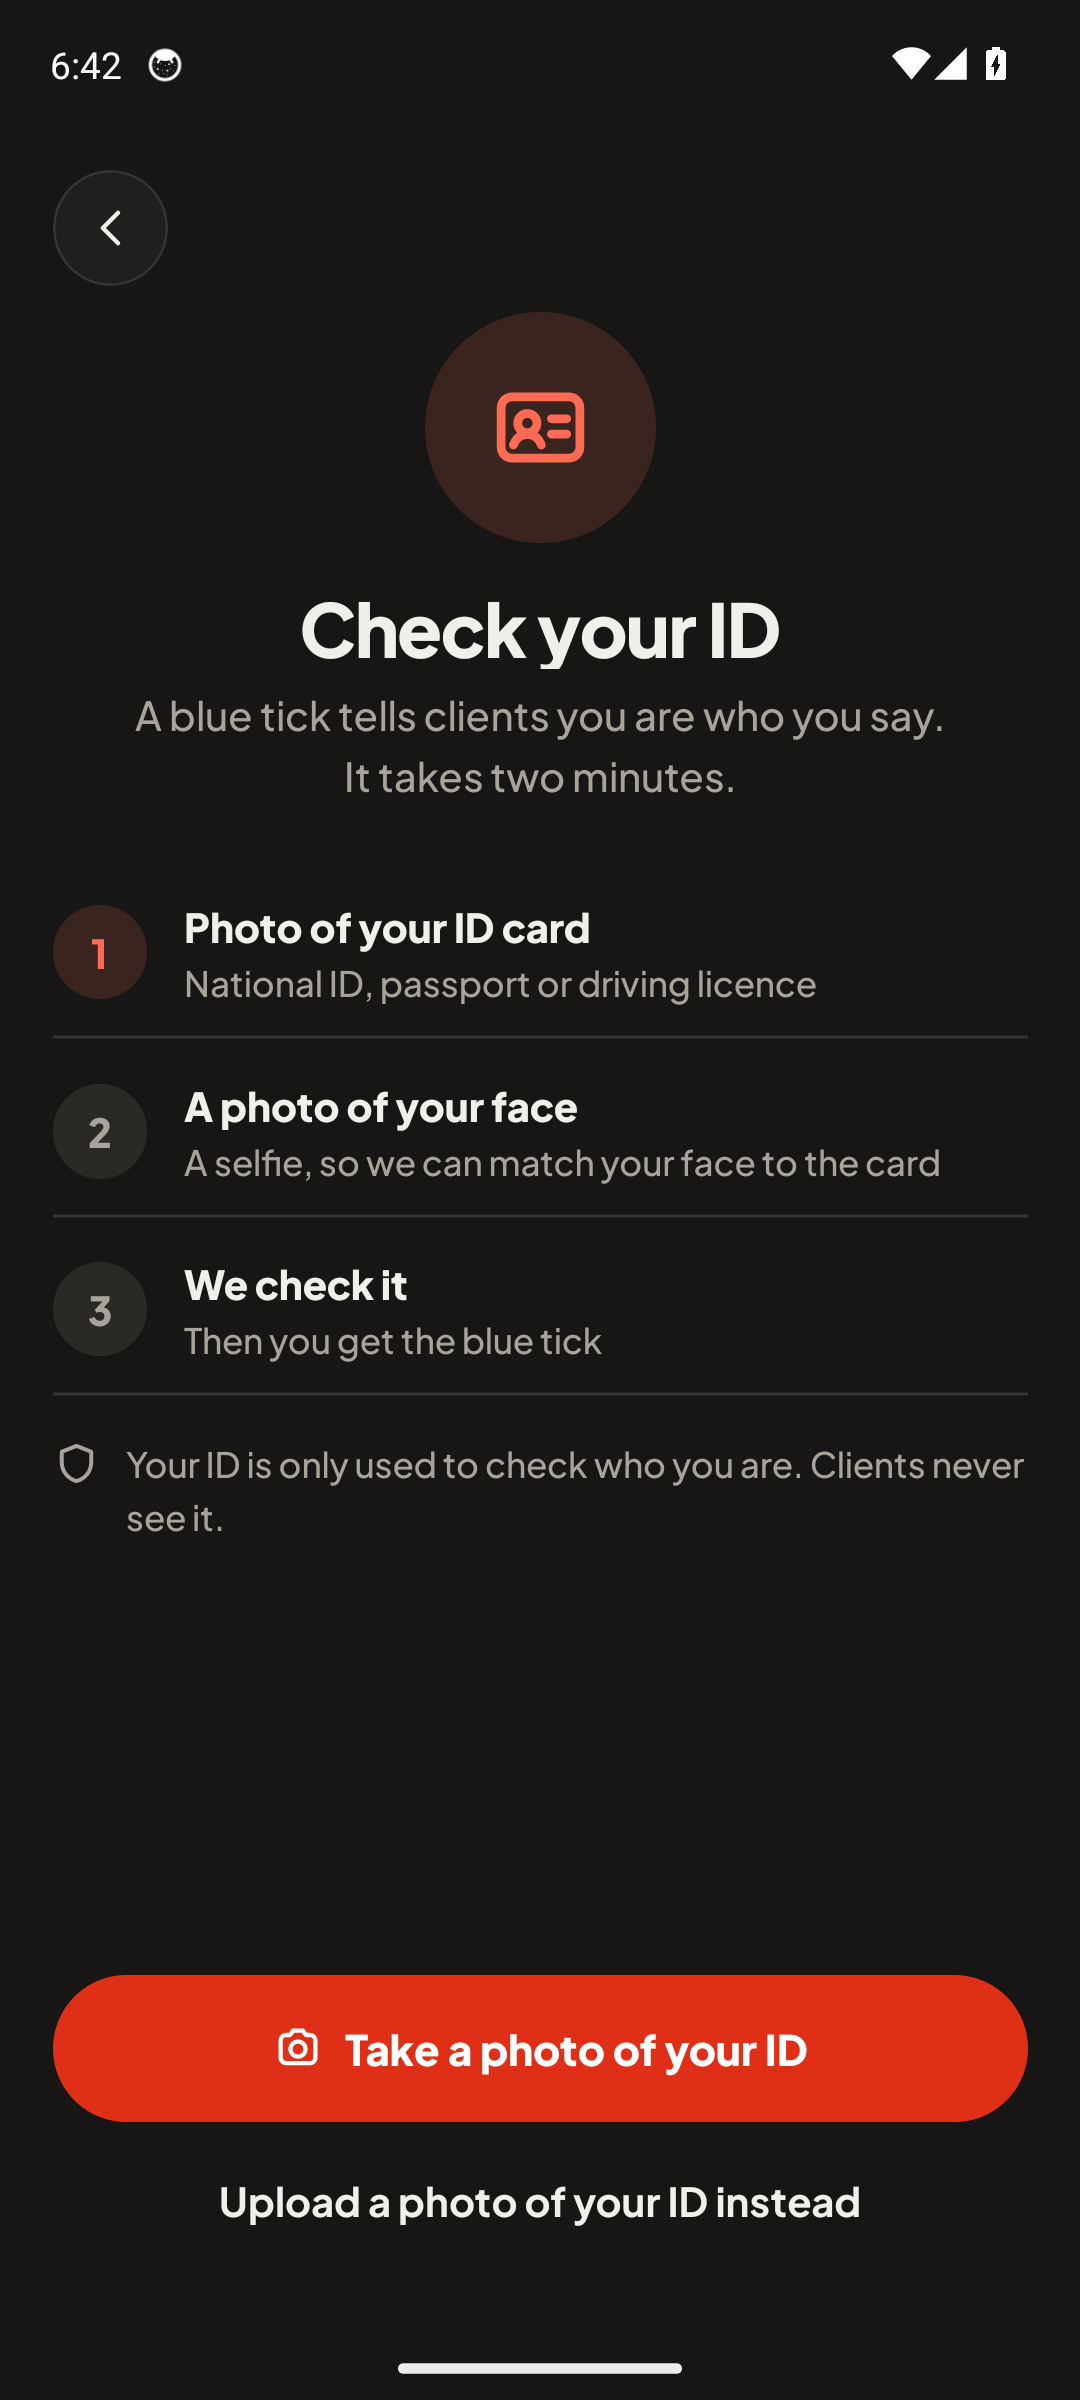 6:42
Check your ID
A blue tick tells clients you are who you say.
It takes two minutes.
1
Photo of your ID card
National ID, passport or driving licence
2
A photo of your face
A selfie, so we can match your face to the card
3
We check it
Then you get the blue tick
Your ID is only used to check who you are. Clients never
see it.
Take a photo of your ID
Upload a photo of your ID instead